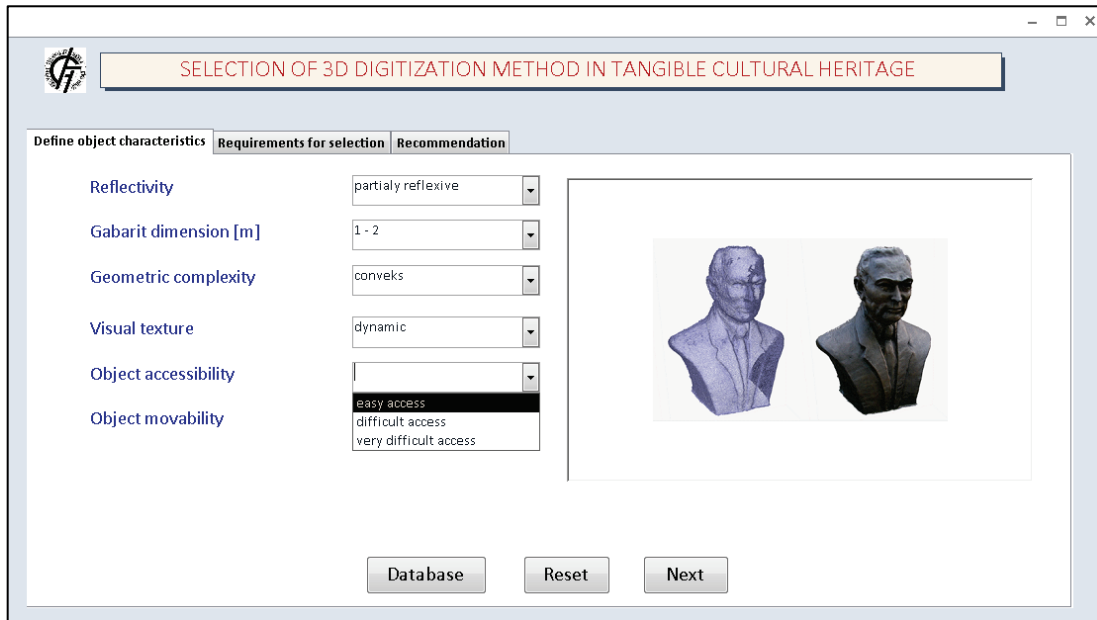 SELECTION OF 3D DIGITIZATION METHOD IN TANGIBLE CULTURAL HERITAGE
Define object characteristics Requirements for selection Recommendation
Reflectivity partialy reflexive
Gabarit dimension [m] 1 - 2
Geometric complexity conveks
Visual texture dynamic
Object accessibility
easy access
Object movability difficult access
very difficult access
Database Reset Next